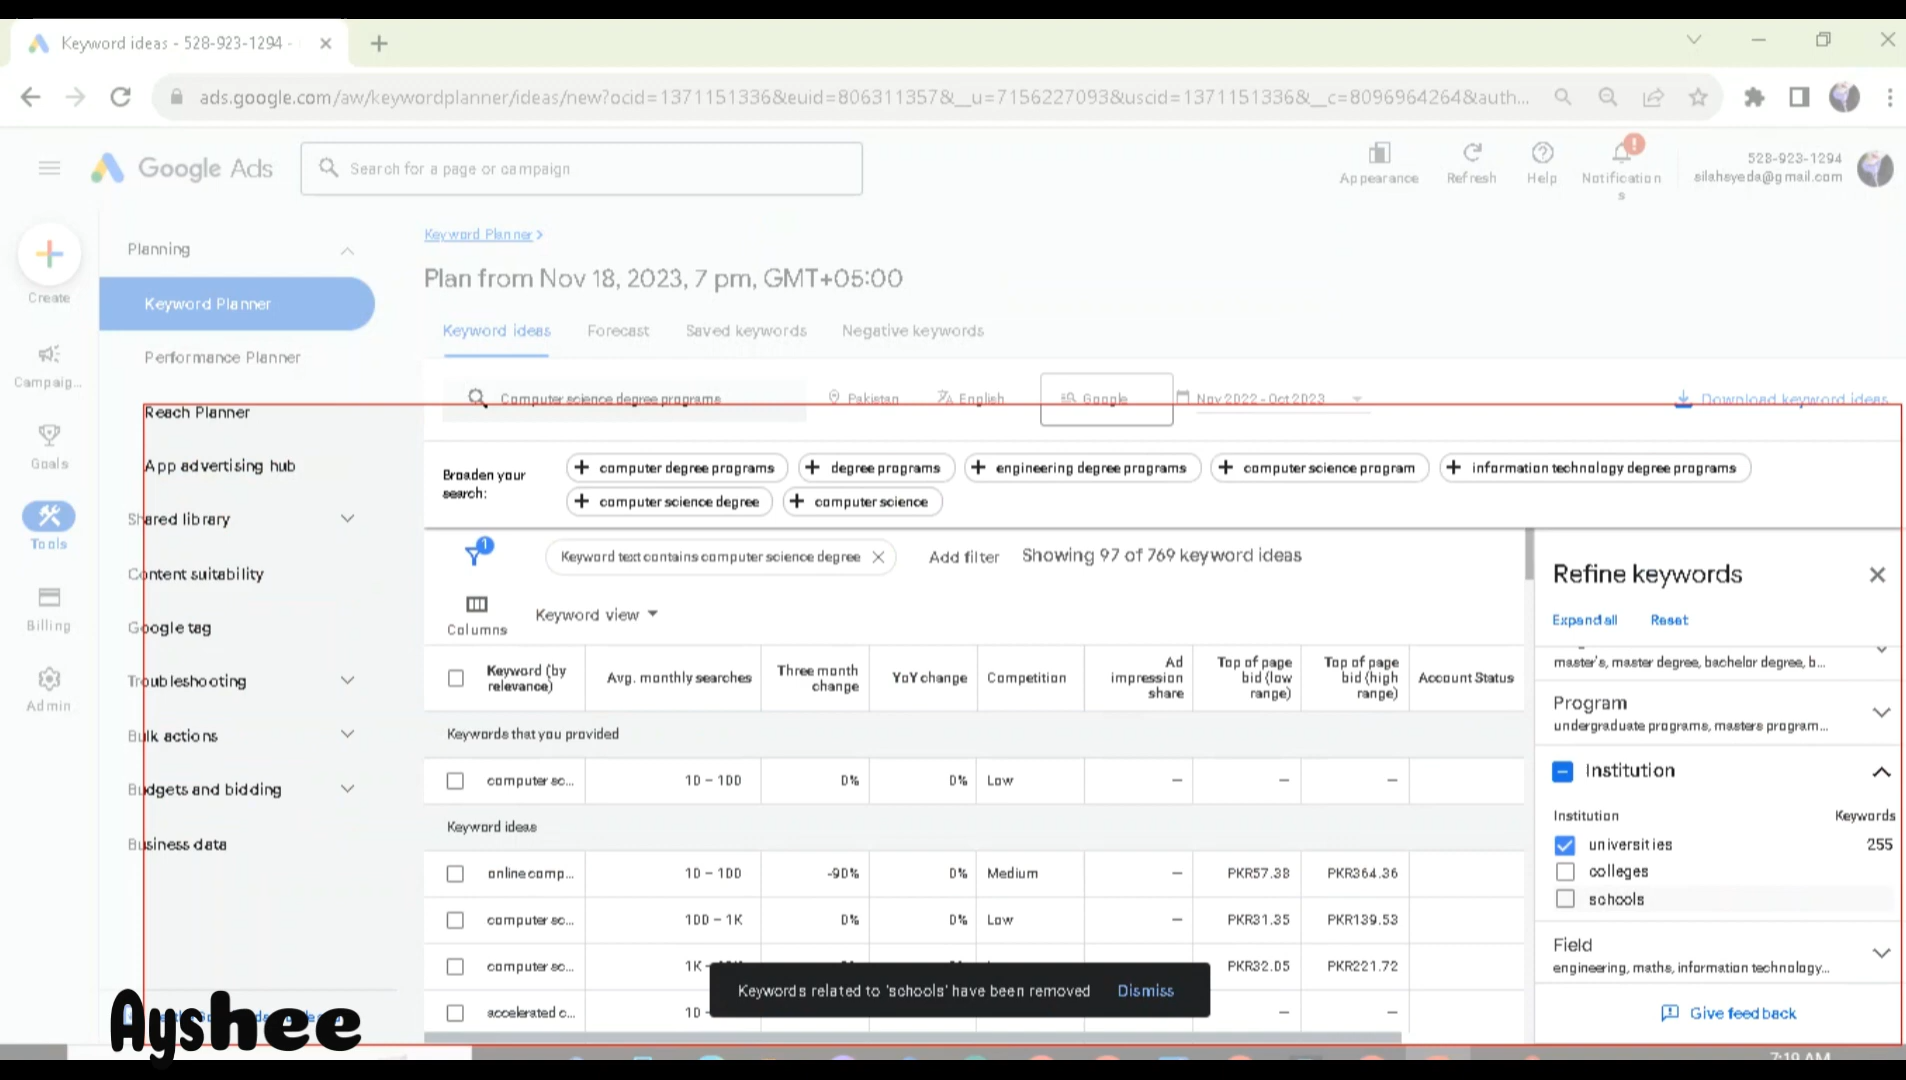 Keyword ideas - 528-923-1294 -
ads.google.com/aw/keywordplanner/ideas/new?ocid=1371151336&euid=806311357&__u=7156227093&uscid=1371151336&__c=8096964264&auth...
Google Ads
Search for a page or campaign
Appearance
Refresh
Help
Notification
s
528-923-1294
silahsyeda@gmail.com
Create
Campaig...
Goals
Tools
Billing
Admin
Planning
Keyword Planner
Performance Planner
Reach Planner
App advertising hub
Shared library
Content suitability
Google tag
Troubleshooting
Bulk actions
Budgets and bidding
Business data
Keyword Planner >
Plan from Nov 18, 2023, 7 pm, GMT+05:00
Keyword ideas Forecast Saved keywords Negative keywords
Computer science degree programs Pakistan English Google Nov 2022 - Oct 2023 Download keyword ideas
Broaden your
search:
+ computer degree programs + degree programs + engineering degree programs + computer science program + information technology degree programs
+ computer science degree + computer science
1 Keyword text contains computer science degree Add filter Showing 97 of 769 keyword ideas
Columns
Keyword view
Keyword (by
relevance)
Avg. monthly searches
Three month
change
YoY change
Competition
Ad
impression
share
Top of page
bid (low
range)
Top of page
bid (high
range)
Account Status
Keywords that you provided
computer sc... 10 – 100 0% 0% Low – – –
Keyword ideas
online comp... 10 – 100 -90% 0% Medium – PKR57.38 PKR364.36
computer sc... 100 – 1K 0% 0% Low – PKR31.35 PKR139.53
computer sc... 1K PKR32.05 PKR221.72
accelerated c... 10 – –
Keywords related to 'schools' have been removed Dismiss
Refine keywords
Expand all Reset
master's, master degree, bachelor degree, b...
Program
undergraduate programs, masters program...
Institution
Institution Keywords
universities 255
colleges
schools
Field
engineering, maths, information technology...
Give feedback
Ayshee
7:19 AM